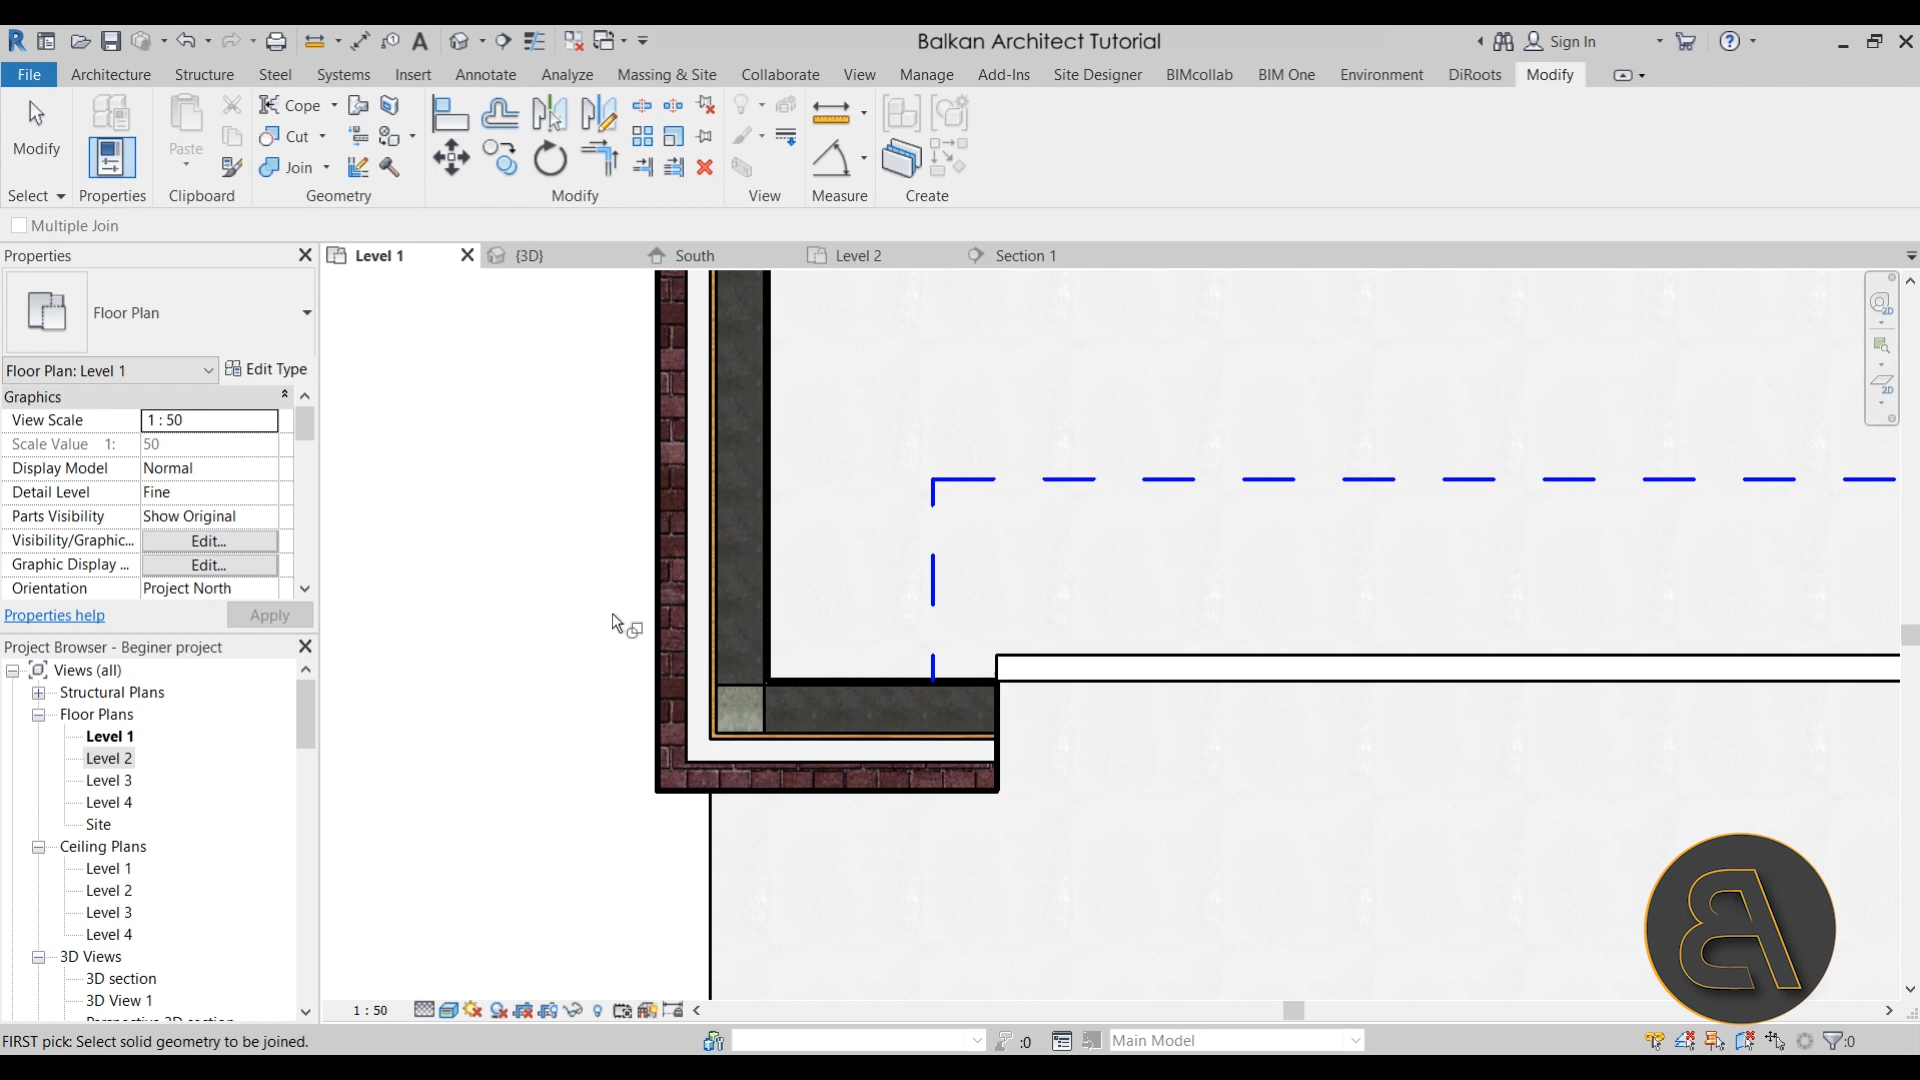 Balkan Architect Tutorial
Sign In
File Architecture Structure Steel Systems Insert Annotate Analyze Massing & Site Collaborate View Manage Add-Ins Site Designer BIMcollab BIM One Environment DiRoots Modify
Modify
Paste
Cope
Cut
Join
Select Properties Clipboard Geometry Modify View Measure Create
Multiple Join
Properties
Level 1
{3D}
South
Level 2
Section 1
Floor Plan
Floor Plan: Level 1
Edit Type
Graphics
View Scale 1 : 50
Scale Value 1: 50
Display Model Normal
Detail Level Fine
Parts Visibility Show Original
Visibility/Graphic... Edit...
Graphic Display ... Edit...
Orientation Project North
Properties help
Apply
Project Browser - Beginer project
Views (all)
Structural Plans
Floor Plans
Level 1
Level 2
Level 3
Level 4
Site
Ceiling Plans
Level 1
Level 2
Level 3
Level 4
3D Views
3D section
3D View 1
2D
2D
1 : 50
FIRST pick: Select solid geometry to be joined.
:0
Main Model
:0